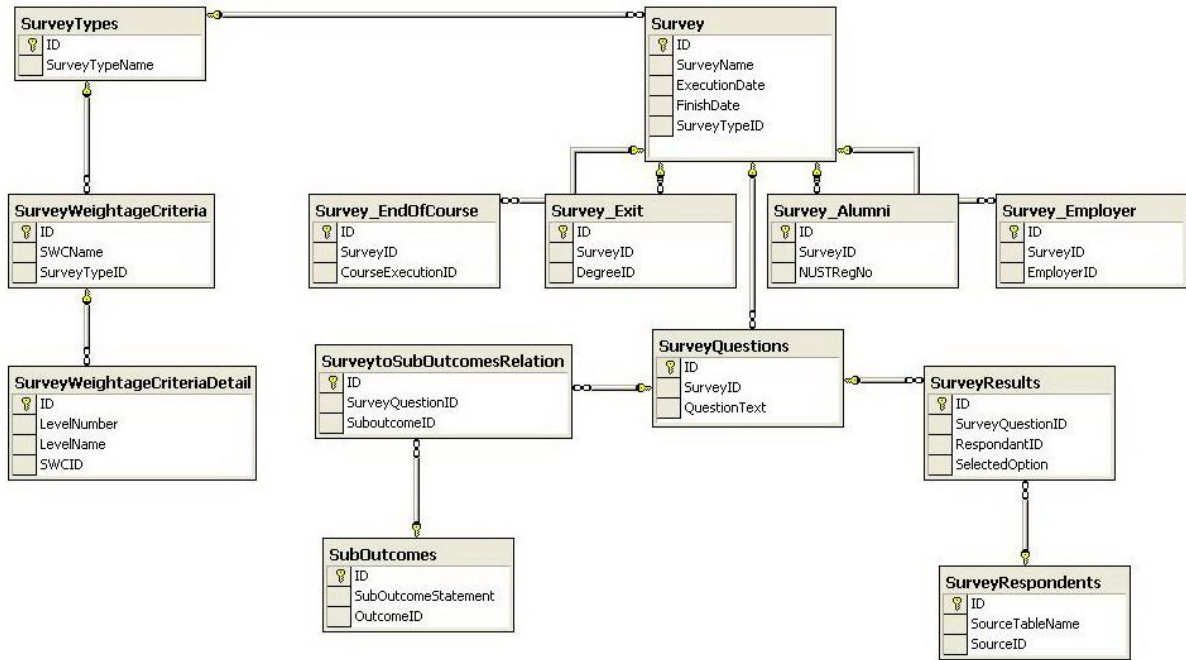 SurveyTypes
ID
SurveyTypeName
Survey
ID
SurveyName
ExecutionDate
FinishDate
SurveyTypeID
SurveyWeightageCriteria
ID
SWCName
SurveyTypeID
Survey_EndOfCourse
ID
SurveyID
CourseExecutionID
Survey_Exit
ID
SurveyID
DegreeID
Survey_Alumni
ID
SurveyID
NUSTRegNo
Survey_Employer
ID
SurveyID
EmployerID
SurveyWeightageCriteriaDetail
ID
LevelNumber
LevelName
SWCID
SurveytoSubOutcomesRelation
ID
SurveyQuestionID
SuboutcomeID
SurveyQuestions
ID
SurveyID
QuestionText
SurveyResults
ID
SurveyQuestionID
RespondantID
SelectedOption
SubOutcomes
ID
SubOutcomeStatement
OutcomeID
SurveyRespondents
ID
SourceTableName
SourceID